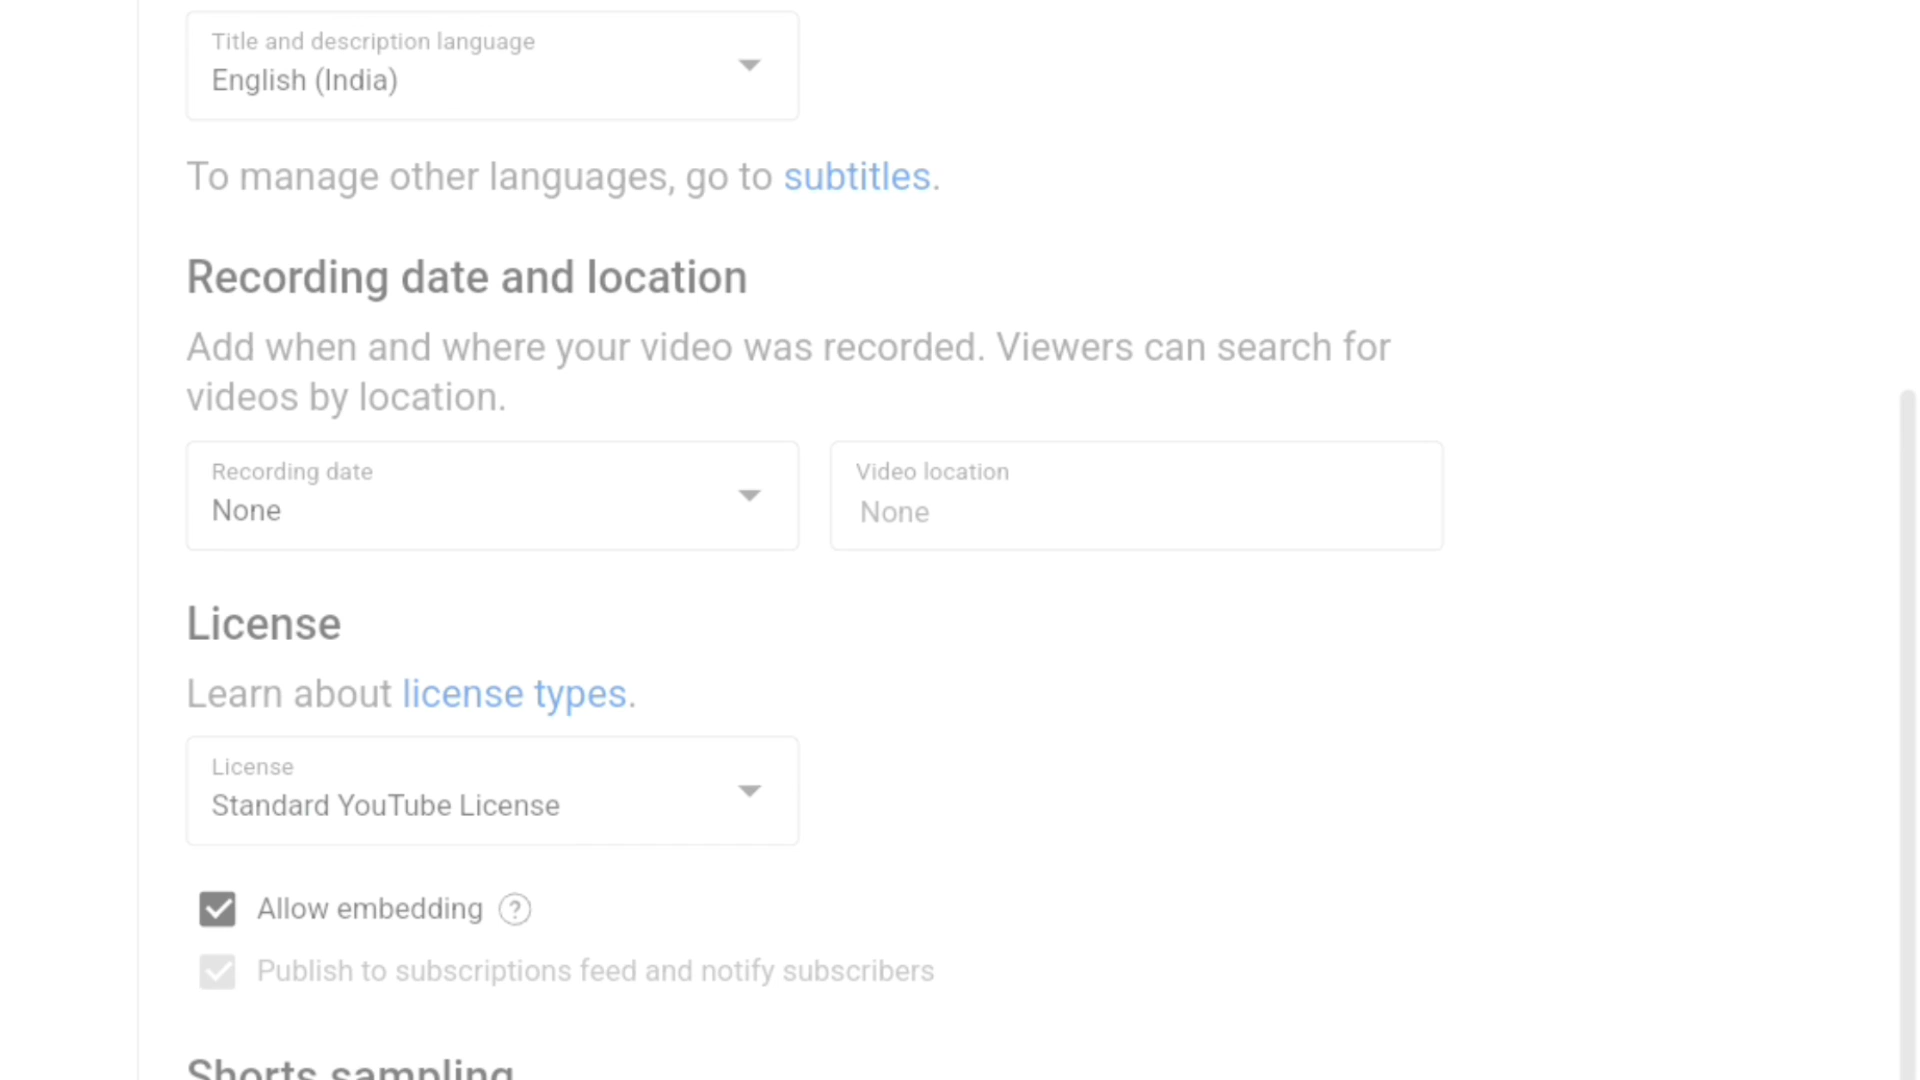 Title and description language
English (India)
To manage other languages, go to subtitles.
Recording date and location
Add when and where your video was recorded. Viewers can search for
videos by location.
Recording date
None
Video location
None
License
Learn about license types.
License
Standard YouTube License
Allow embedding ?
Publish to subscriptions feed and notify subscribers
Shorts sampling